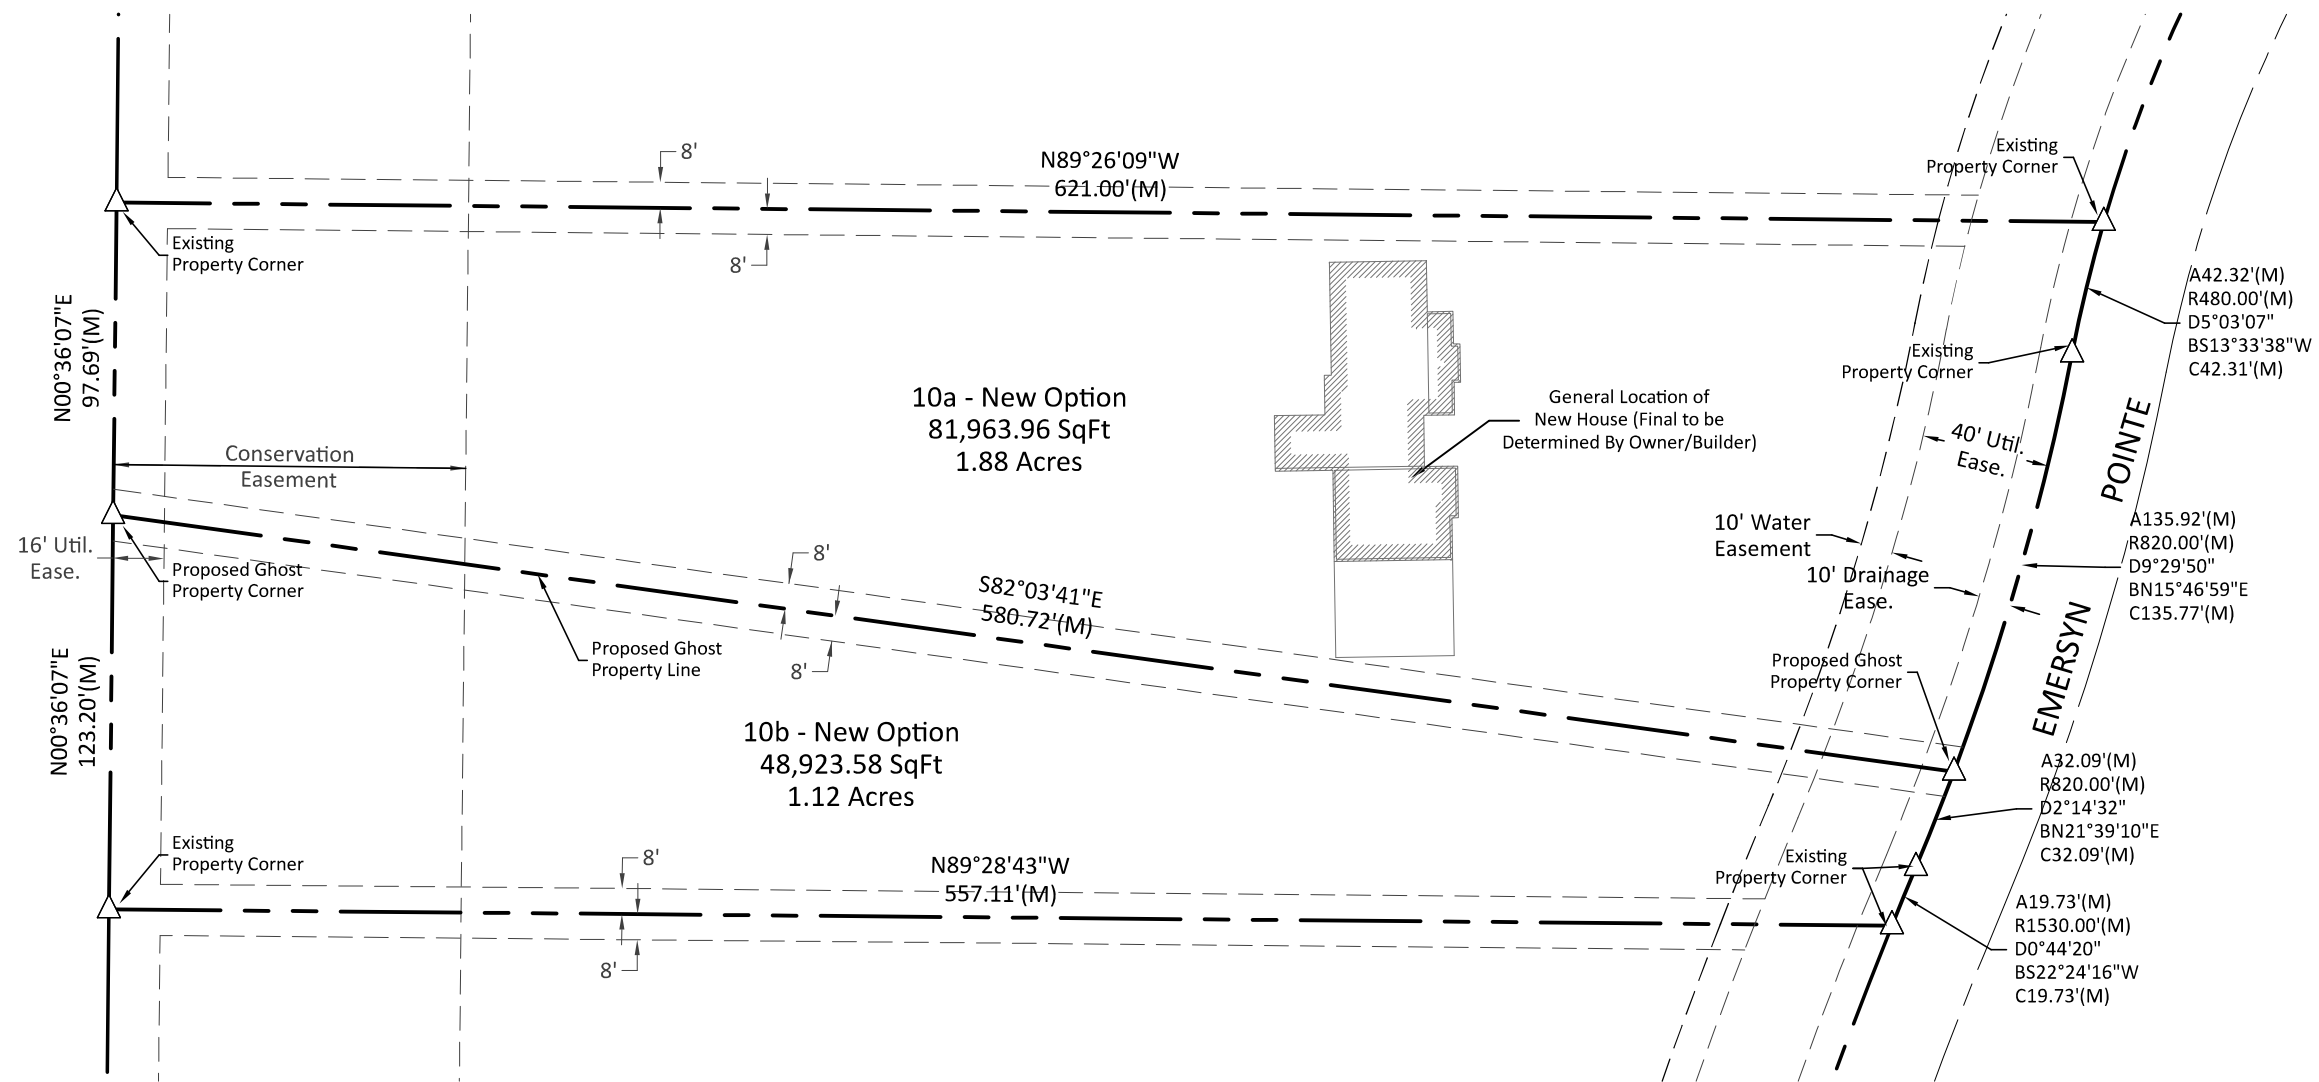 8'
N89°26'09"W
621.00'(M)
Existing
Property Corner
Existing
Property Corner
8'
A42.32'(M)
R480.00'(M)
D5°03'07"
BS13°33'38"W
C42.31'(M)
N00°36'07"E
97.69'(M)
Existing
Property Corner
10a - New Option
81,963.96 SqFt
1.88 Acres
General Location of
New House (Final to be
Determined By Owner/Builder)
40' Util.
Ease.
POINTE
Conservation
Easement
10' Water
Easement
A135.92'(M)
R820.00'(M)
D9°29'50"
BN15°46'59"E
C135.77'(M)
16' Util.
Ease.
Proposed Ghost
Property Corner
8'
S82°03'41"E
580.72'(M)
10' Drainage
Ease.
EMERSYN
Proposed Ghost
Property Line
8'
Proposed Ghost
Property Corner
N00°36'07"E
123.20'(M)
10b - New Option
48,923.58 SqFt
1.12 Acres
A32.09'(M)
R820.00'(M)
D2°14'32"
BN21°39'10"E
C32.09'(M)
Existing
Property Corner
8'
N89°28'43"W
557.11'(M)
Existing
Property Corner
8'
A19.73'(M)
R1530.00'(M)
D0°44'20"
BS22°24'16"W
C19.73'(M)